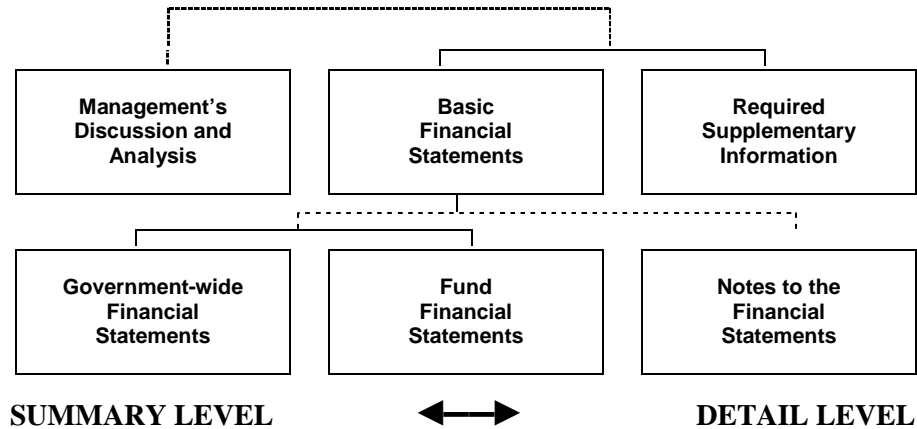 Management’s
Discussion and
Analysis
Basic
Financial
Statements
Required
Supplementary
Information
Government-wide
Financial
Statements
Fund
Financial
Statements
Notes to the
Financial
Statements
SUMMARY LEVEL
DETAIL LEVEL